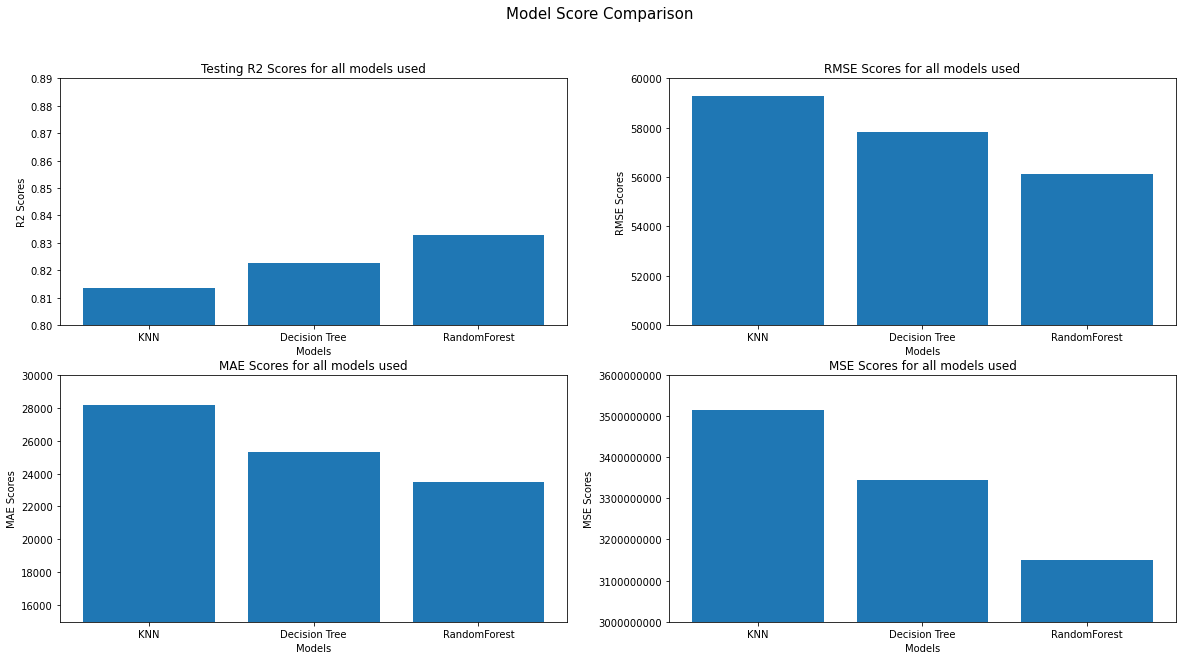 Model Score Comparison
Testing R2 Scores for all models used
0.89
0.88
0.87
0.86
0.85
0.84
0.83
0.82
0.81
0.80
R2 Scores
KNN Decision Tree RandomForest
Models
RMSE Scores for all models used
60000
58000
56000
54000
52000
50000
RMSE Scores
KNN Decision Tree RandomForest
Models
MAE Scores for all models used
30000
28000
26000
24000
22000
20000
18000
16000
MAE Scores
KNN Decision Tree RandomForest
Models
MSE Scores for all models used
3600000000
3500000000
3400000000
3300000000
3200000000
3100000000
3000000000
MSE Scores
KNN Decision Tree RandomForest
Models